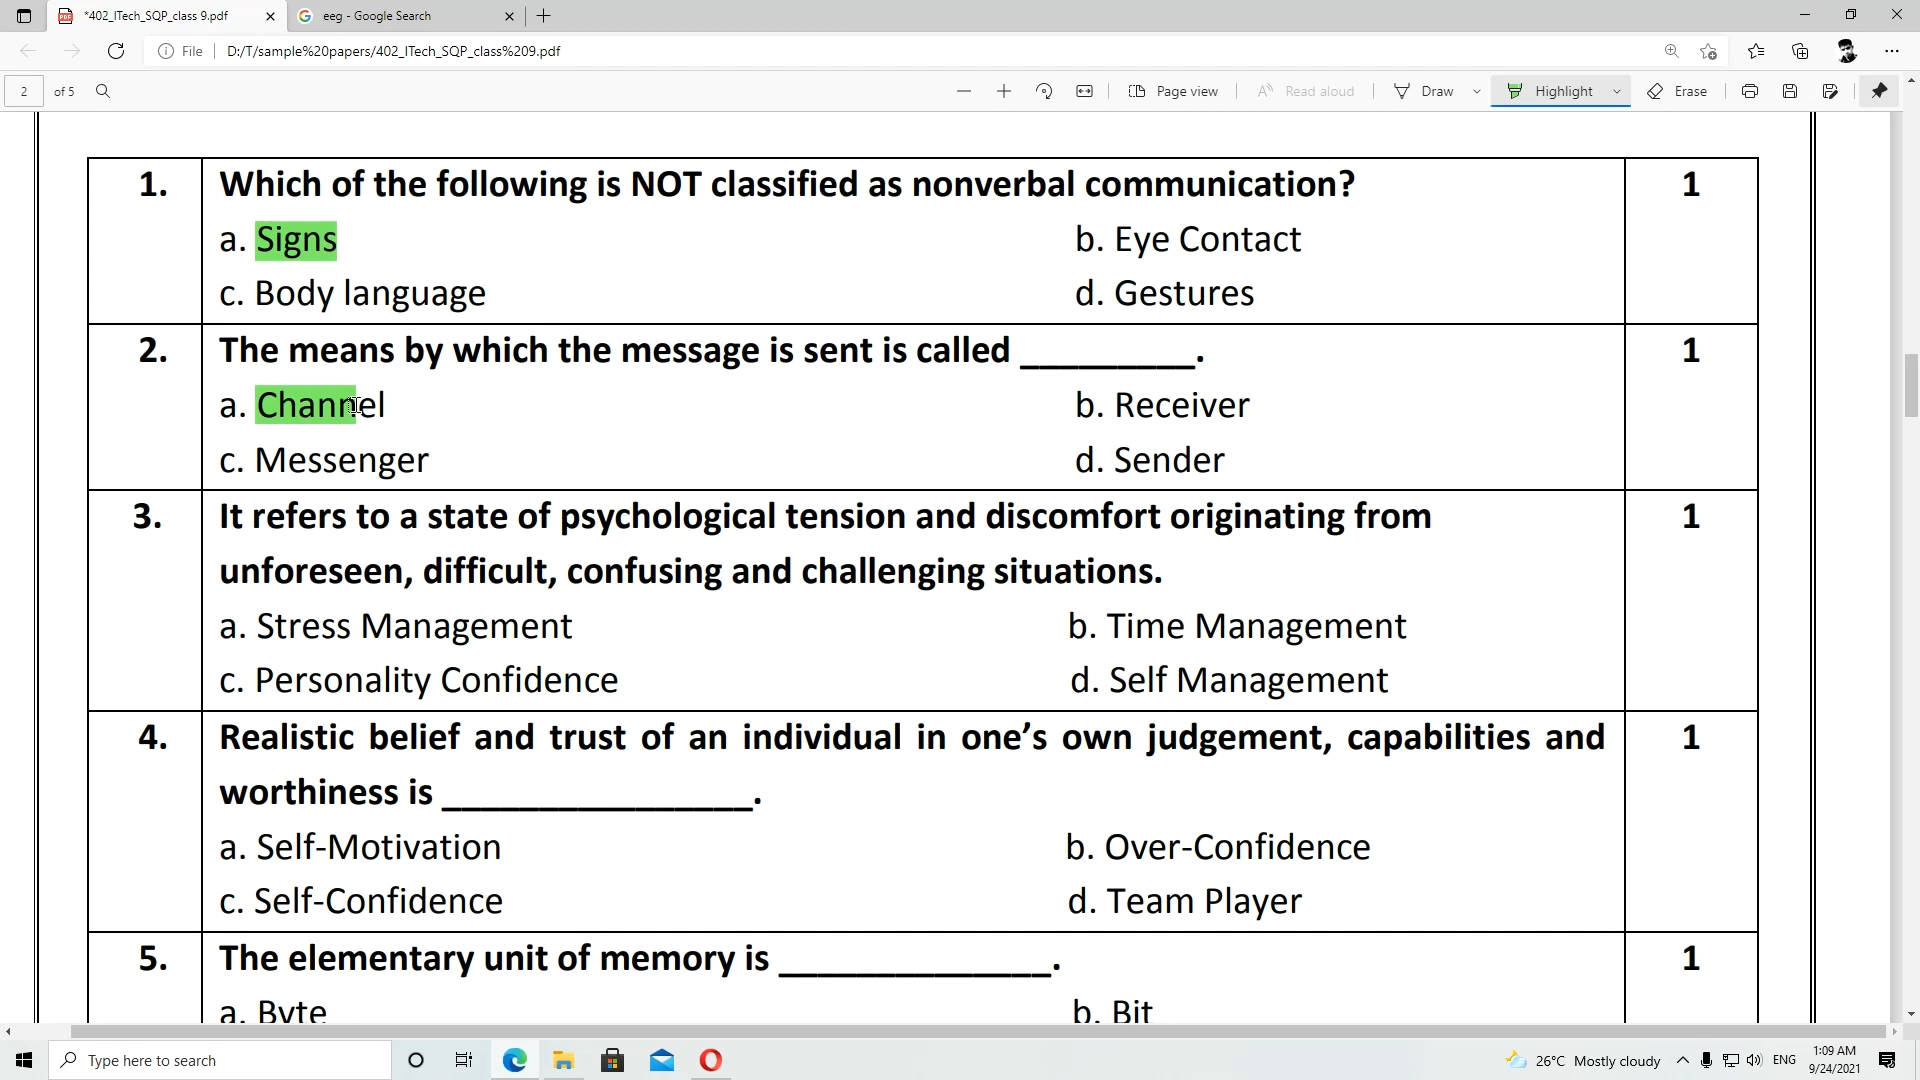 *402_ITech_SQP_class 9.pdf
eeg - Google Search
File
D:/T/sample%20papers/402_ITech_SQP_class%209.pdf
2 of 5
Page view
Read aloud
Draw
Highlight
Erase
1. Which of the following is NOT classified as nonverbal communication? 1
a. Signs b. Eye Contact
c. Body language d. Gestures
2. The means by which the message is sent is called _________. 1
a. Channel b. Receiver
c. Messenger d. Sender
3. It refers to a state of psychological tension and discomfort originating from 1
unforeseen, difficult, confusing and challenging situations.
a. Stress Management b. Time Management
c. Personality Confidence d. Self Management
4. Realistic belief and trust of an individual in one’s own judgement, capabilities and 1
worthiness is ________________.
a. Self-Motivation b. Over-Confidence
c. Self-Confidence d. Team Player
5. The elementary unit of memory is ______________. 1
a. Byte b. Bit
Type here to search
26°C Mostly cloudy
ENG
1:09 AM
9/24/2021